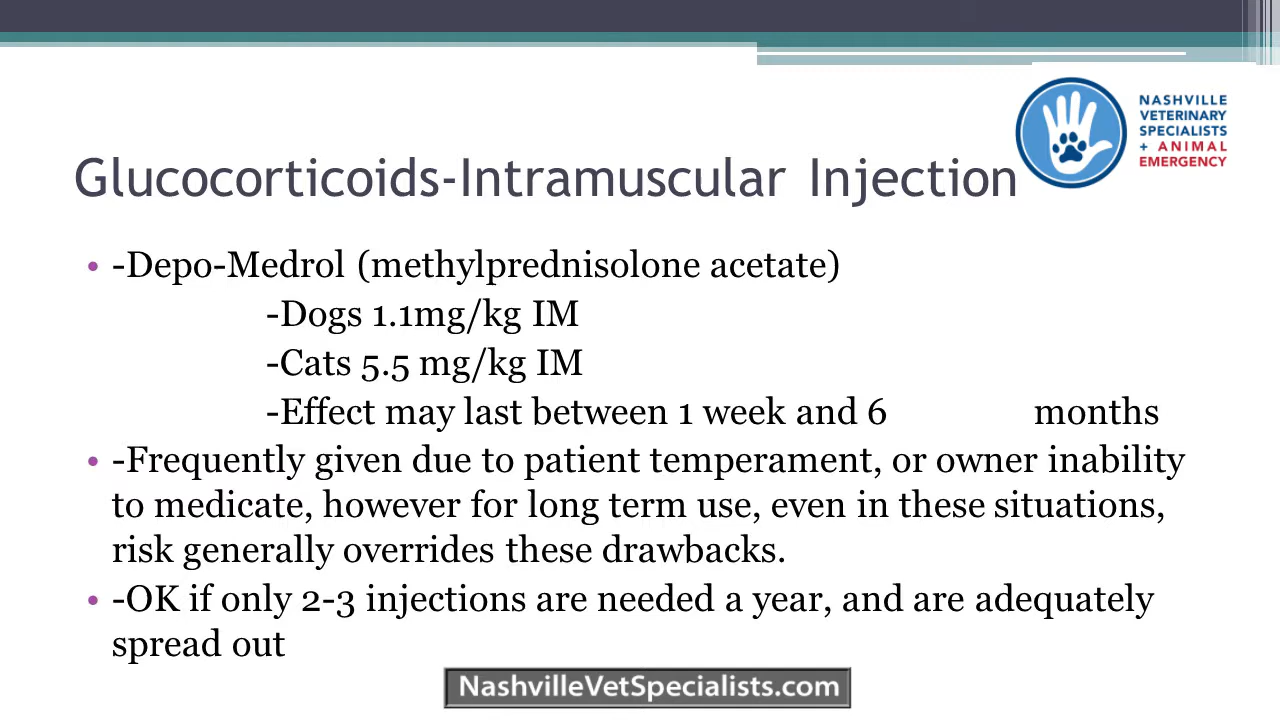 NASHVILLE
VETERINARY
SPECIALISTS
+ ANIMAL
EMERGENCY
Glucocorticoids-Intramuscular Injection
• -Depo-Medrol (methylprednisolone acetate)
-Dogs 1.1mg/kg IM
-Cats 5.5 mg/kg IM
-Effect may last between 1 week and 6 months
• -Frequently given due to patient temperament, or owner inability
to medicate, however for long term use, even in these situations,
risk generally overrides these drawbacks.
• -OK if only 2-3 injections are needed a year, and are adequately
spread out
NashvilleVetSpecialists.com